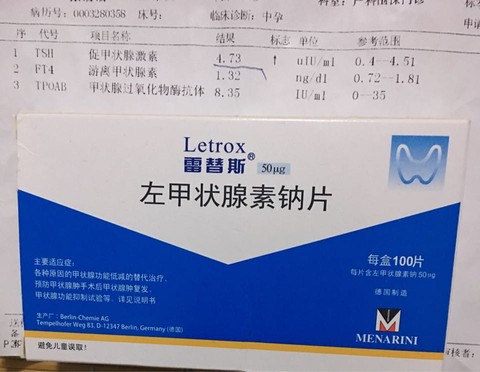 病历号: 0003280358 床号: 临床诊断: 中孕
序 代号 项目名称 结果 标志 单位 参考范围
1 TSH 促甲状腺激素 4.73 ↑ uIU/ml 0.4--4.51
2 FT4 游离甲状腺素 1.32 ng/dl 0.72--1.81
3 TPOAB 甲状腺过氧化物酶抗体 8.35 IU/ml 0--35
Letrox
雷替斯® 50μg
左甲状腺素钠片
主要适应症:
各种原因的甲状腺功能低减的替代治疗、
预防甲状腺肿手术后甲状腺肿复发、
甲状腺功能抑制试验等,详见说明书
每盒100片
每片含左甲状腺素钠50μg
德国制造
生产厂: Berlin-Chemie AG
Tempelhofer Weg 83, D-12347 Berlin, Germany (德国)
MENARINI
避免儿童误取!